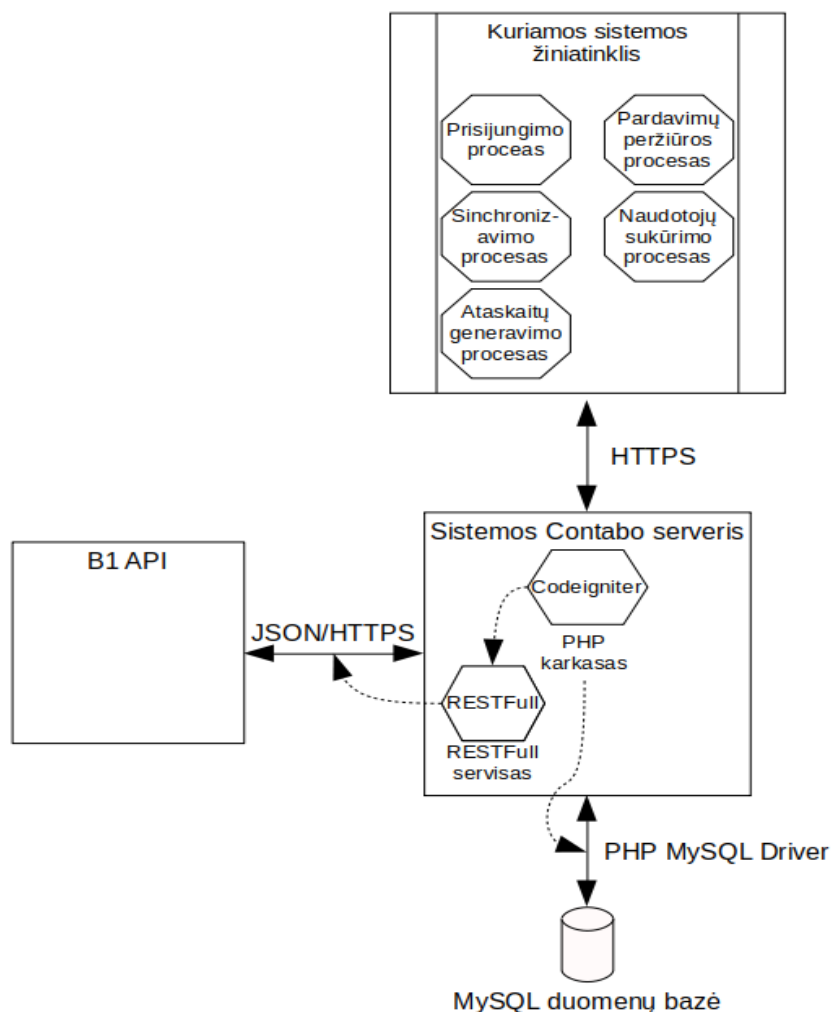 Kuriamos sistemos
žiniatinklis
Prisijungimo
proceas
Pardavimų
peržiūros
procesas
Sinchroniz-
avimo
procesas
Naudotojų
sukūrimo
procesas
Ataskaitų
generavimo
procesas
HTTPS
Sistemos Contabo serveris
B1 API
Codeigniter
JSON/HTTPS
PHP
karkasas
RESTFull
RESTFull
servisas
PHP MySQL Driver
MySQL duomenų bazė